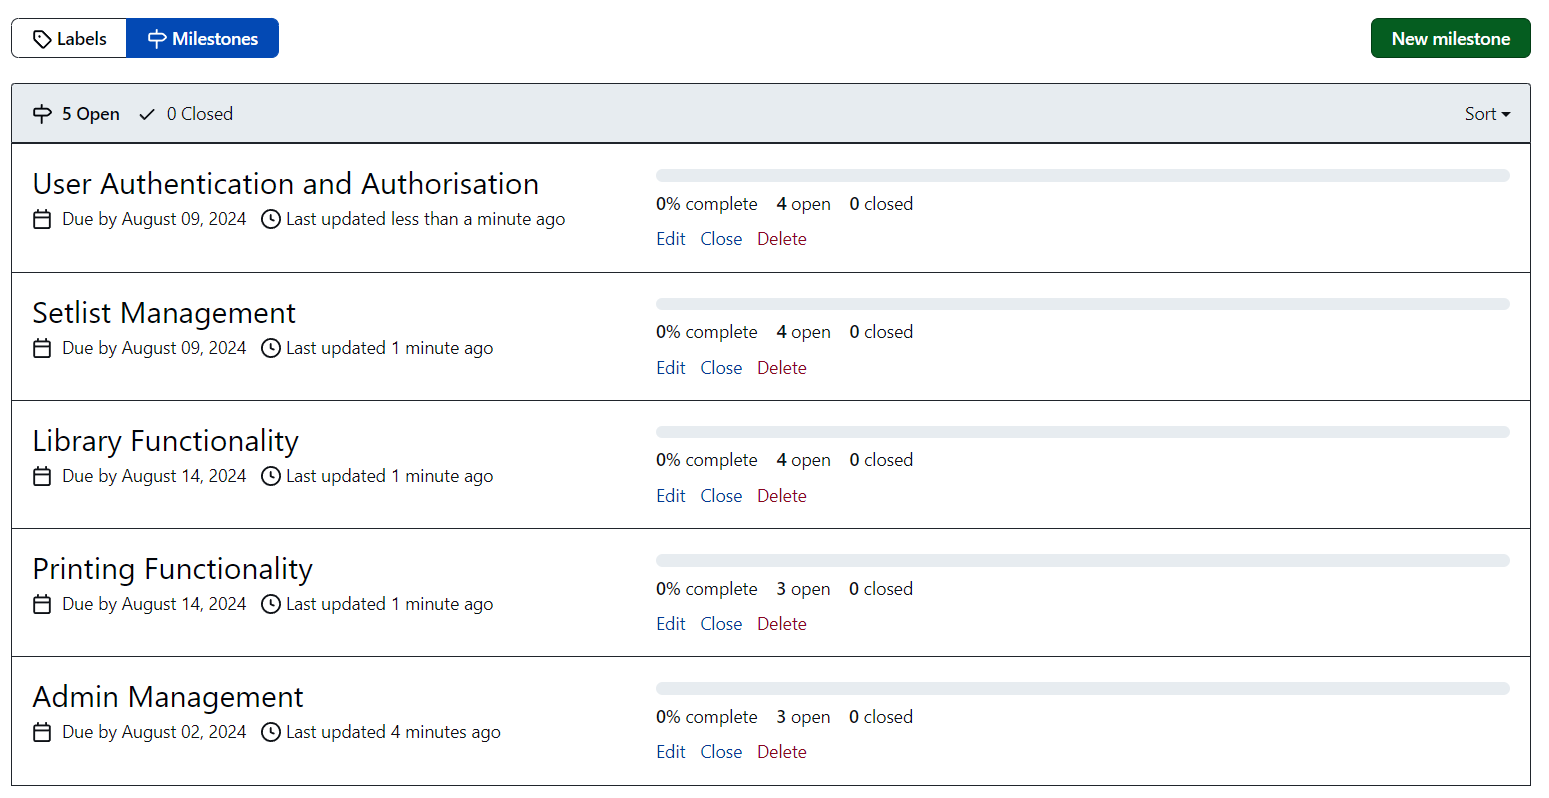 Labels Milestones New milestone
5 Open 0 Closed Sort
User Authentication and Authorisation
Due by August 09, 2024 Last updated less than a minute ago
0% complete 4 open 0 closed
Edit Close Delete
Setlist Management
Due by August 09, 2024 Last updated 1 minute ago
0% complete 4 open 0 closed
Edit Close Delete
Library Functionality
Due by August 14, 2024 Last updated 1 minute ago
0% complete 4 open 0 closed
Edit Close Delete
Printing Functionality
Due by August 14, 2024 Last updated 1 minute ago
0% complete 3 open 0 closed
Edit Close Delete
Admin Management
Due by August 02, 2024 Last updated 4 minutes ago
0% complete 3 open 0 closed
Edit Close Delete